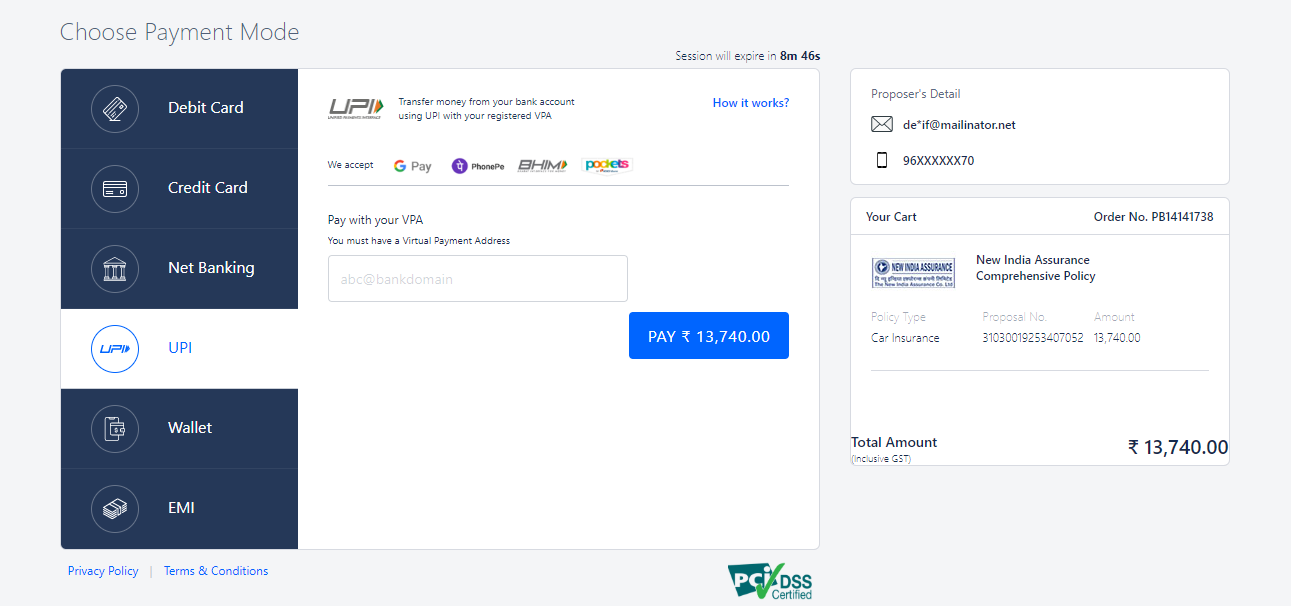 Choose Payment Mode
Session will expire in 8m 46s
Debit Card
Credit Card
Net Banking
UPI
UPI
Wallet
EMI
UPI
UNIFIED PAYMENTS INTERFACE
Transfer money from your bank account
using UPI with your registered VPA
How it works?
We accept
G Pay
PhonePe
BHIM
pockets
Pay with your VPA
You must have a Virtual Payment Address
abc@bankdomain
PAY ₹ 13,740.00
Proposer's Detail
de*if@mailinator.net
96XXXXXX70
Your Cart
Order No. PB14141738
NEW INDIA ASSURANCE
The New India Assurance Co. Ltd
New India Assurance
Comprehensive Policy
Policy Type
Proposal No.
Amount
Car Insurance
31030019253407052
13,740.00
Total Amount
(Inclusive GST)
₹ 13,740.00
Privacy Policy | Terms & Conditions
PCI DSS
Certified